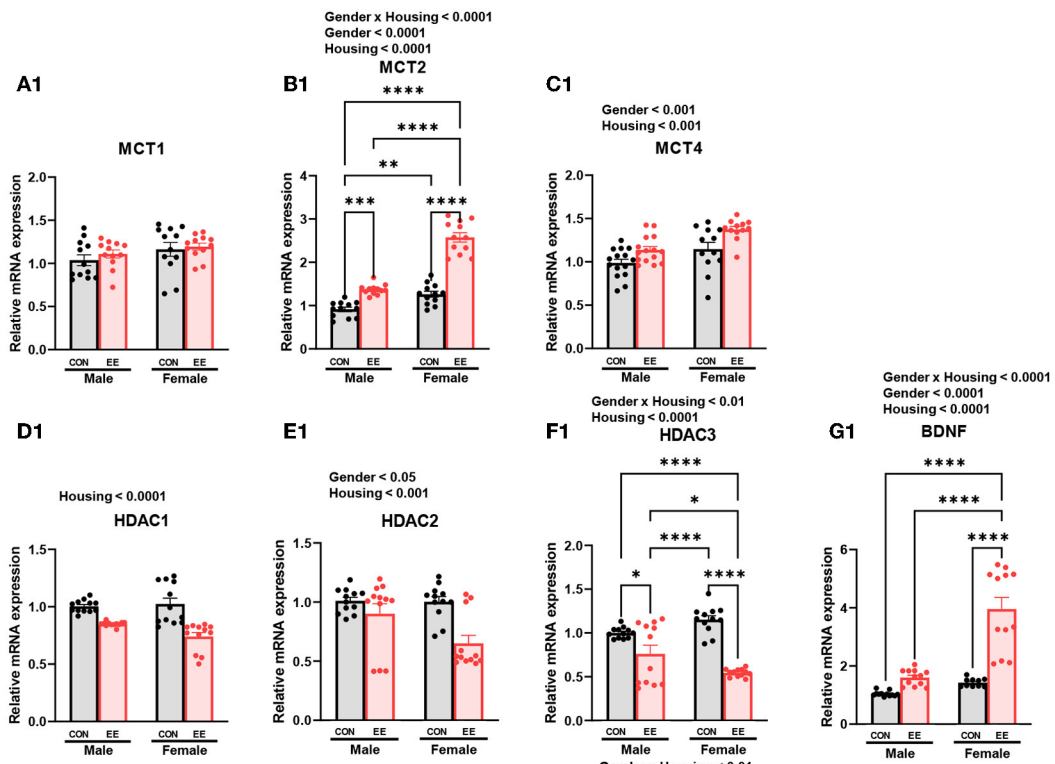 Gender x Housing < 0.0001
Gender < 0.0001
Housing < 0.0001
A1
B1
MCT2
C1
Gender < 0.001
Housing < 0.001
MCT1
MCT4
****
****
**
***
****
Relative mRNA expression
2.0
1.5
1.0
0.5
0.0
CON
EE
CON
EE
Male
Female
Relative mRNA expression
4
3
2
1
0
CON
EE
CON
EE
Male
Female
Relative mRNA expression
2.0
1.5
1.0
0.5
0.0
CON
EE
CON
EE
Male
Female
D1
Housing < 0.0001
HDAC1
Relative mRNA expression
1.5
1.0
0.5
0.0
CON
EE
CON
EE
Male
Female
E1
Gender < 0.05
Housing < 0.001
HDAC2
Relative mRNA expression
1.5
1.0
0.5
0.0
CON
EE
CON
EE
Male
Female
Gender x Housing < 0.01
Housing < 0.0001
F1
HDAC3
****
*
****
*
****
Relative mRNA expression
2.0
1.5
1.0
0.5
0.0
CON
EE
CON
EE
Male
Female
Gender x Housing < 0.0001
Gender < 0.0001
Housing < 0.0001
G1
BDNF
****
****
****
Relative mRNA expression
6
4
2
0
CON
EE
CON
EE
Male
Female